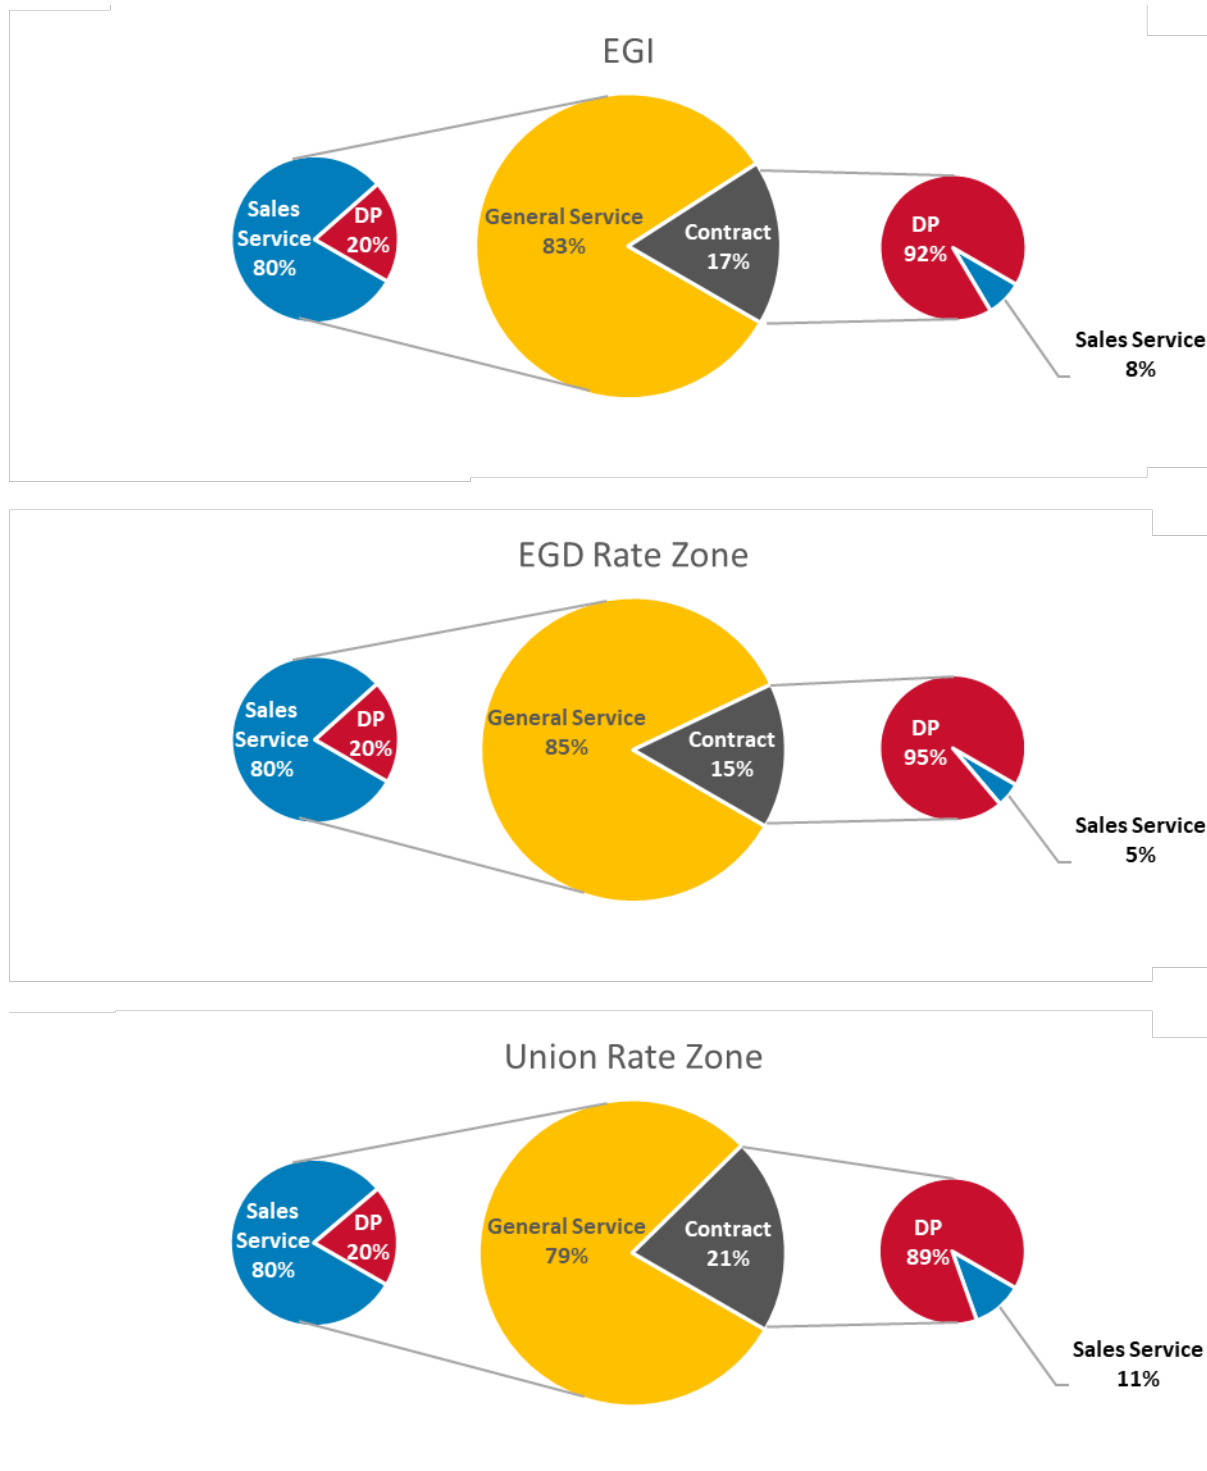 EGI
Sales
Service
80%
DP
20%
General Service
83%
Contract
17%
DP
92%
Sales Service
8%
EGD Rate Zone
Sales
Service
80%
DP
20%
General Service
85%
Contract
15%
DP
95%
Sales Service
5%
Union Rate Zone
Sales
Service
80%
DP
20%
General Service
79%
Contract
21%
DP
89%
Sales Service
11%